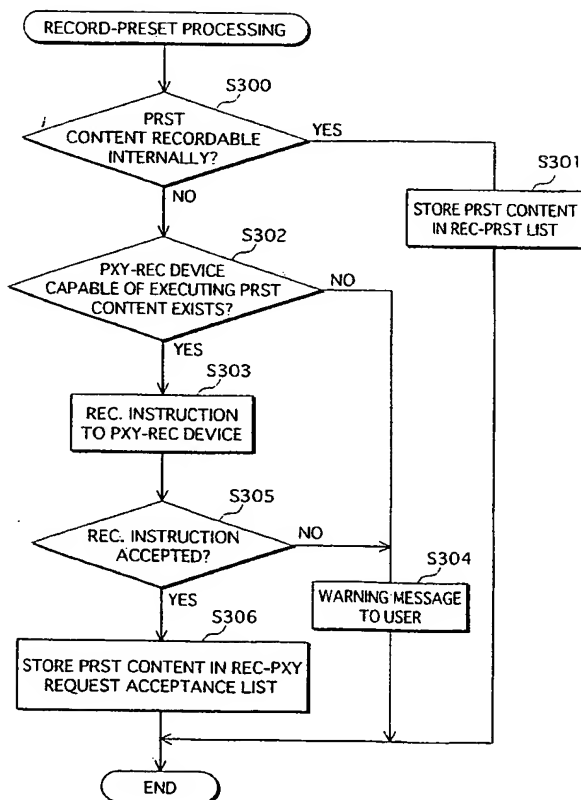 RECORD-PRESET PROCESSING
S300
PRST
CONTENT RECORDABLE
INTERNALLY?
YES
NO
S301
STORE PRST CONTENT
IN REC-PRST LIST
S302
PXY-REC DEVICE
CAPABLE OF EXECUTING PRST
CONTENT EXISTS?
NO
YES
S303
REC. INSTRUCTION
TO PXY-REC DEVICE
S305
REC. INSTRUCTION
ACCEPTED?
NO
YES
S304
WARNING MESSAGE
TO USER
S306
STORE PRST CONTENT IN REC-PXY
REQUEST ACCEPTANCE LIST
END